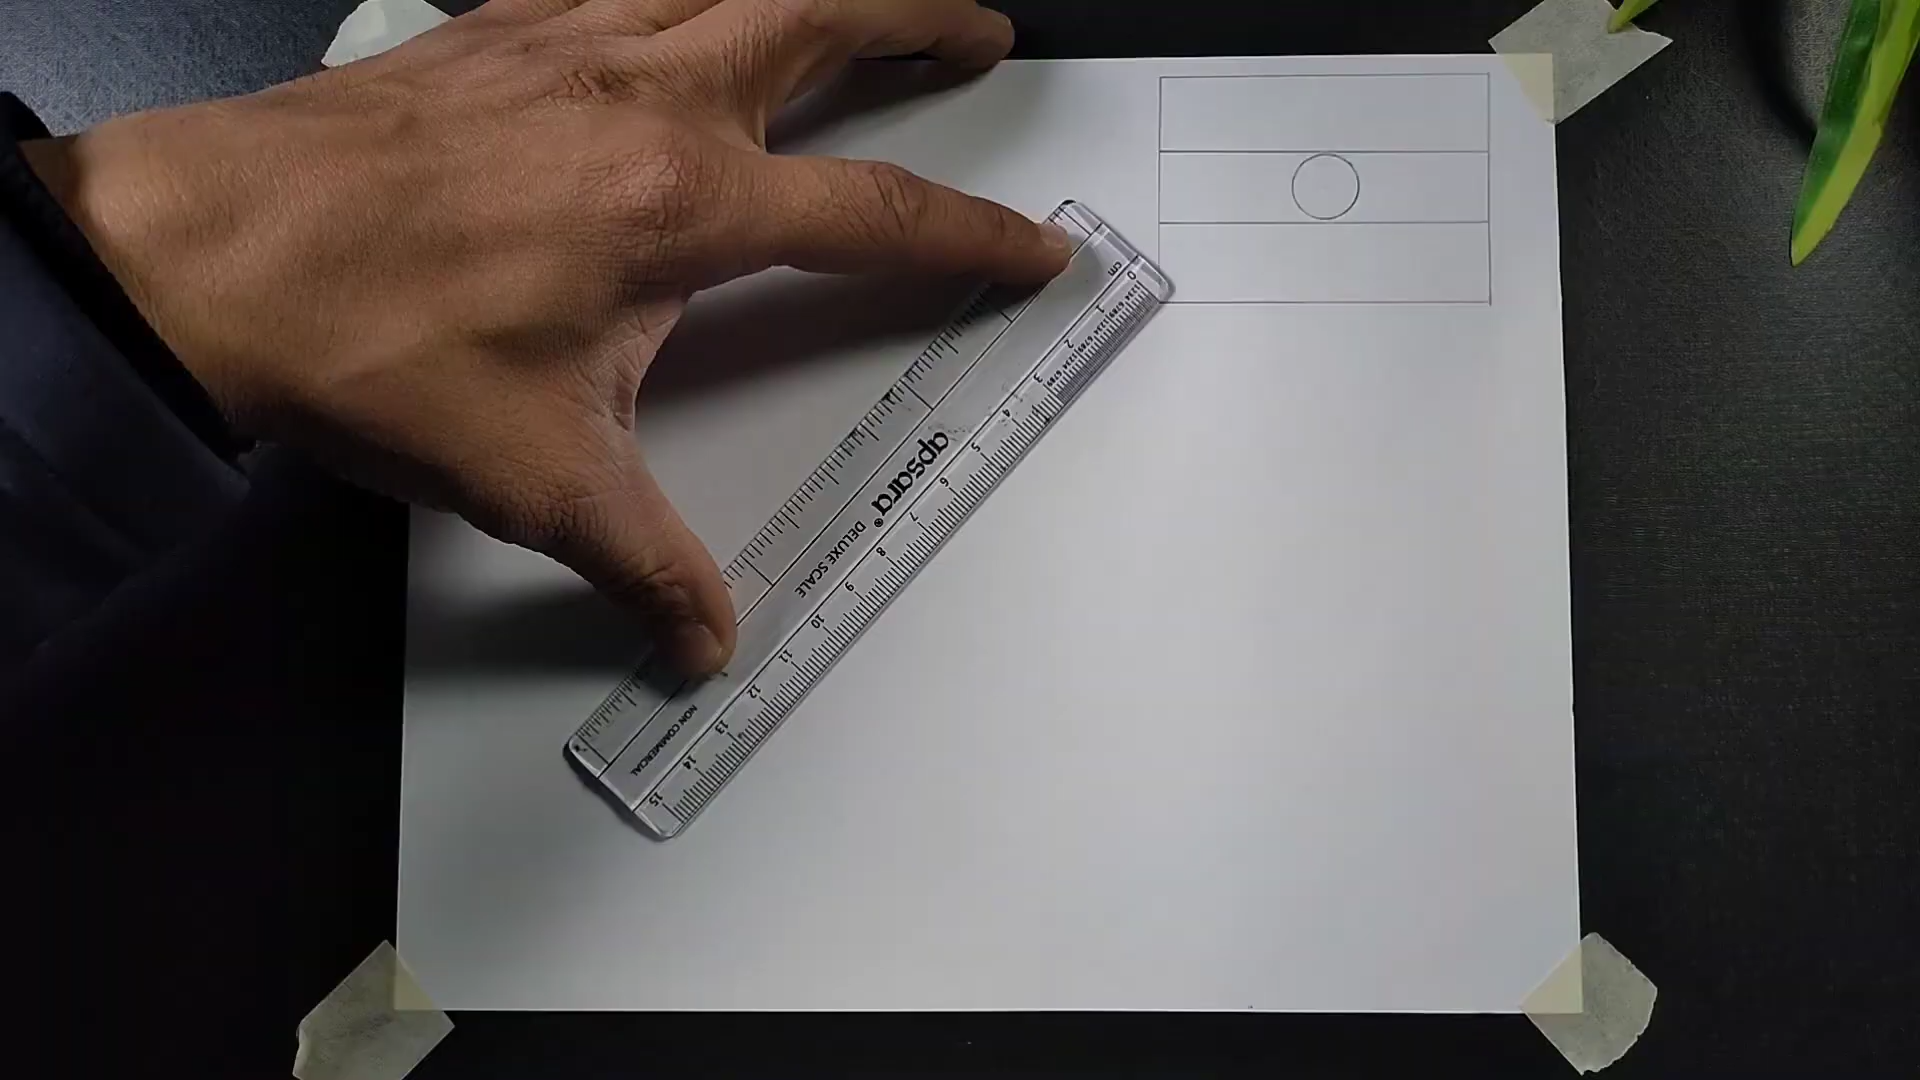 cm
0 1 2 3 4 5 6 7 8 9 10 11 12 13 14 15
apsara®
DELUXE SCALE
NON COMMERCIAL